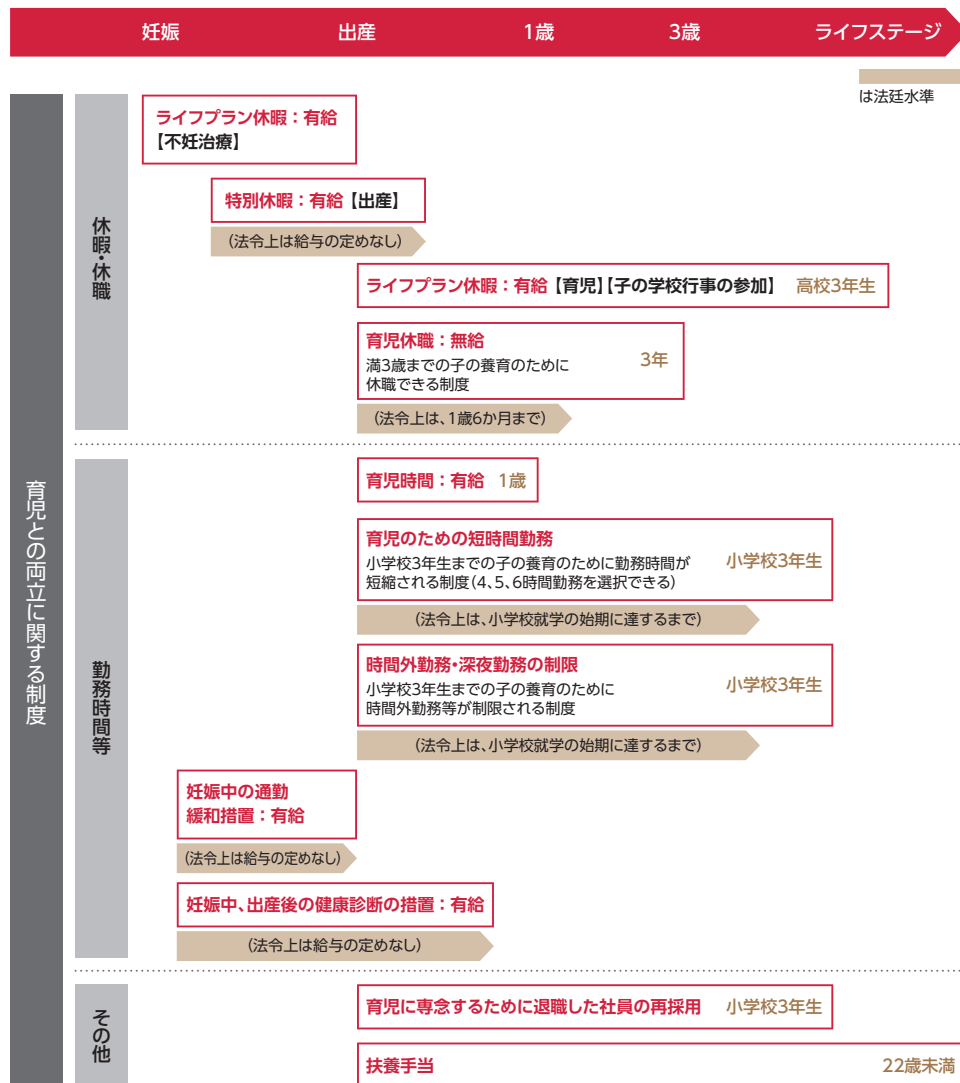 妊娠 出産 1歳 3歳 ライフステージ
は法廷水準
育児との両立に関する制度
休暇・休職
ライフプラン休暇：有給
【不妊治療】
特別休暇：有給【出産】
（法令上は給与の定めなし）
ライフプラン休暇：有給【育児】【子の学校行事の参加】 高校3年生
育児休職：無給
満3歳までの子の養育のために
休職できる制度
3年
（法令上は、1歳6か月まで）
勤務時間等
育児時間：有給 1歳
育児のための短時間勤務
小学校3年生までの子の養育のために勤務時間が
短縮される制度（4、5、6時間勤務を選択できる）
小学校3年生
（法令上は、小学校就学の始期に達するまで）
時間外勤務・深夜勤務の制限
小学校3年生までの子の養育のために
時間外勤務等が制限される制度
小学校3年生
（法令上は、小学校就学の始期に達するまで）
妊娠中の通勤
緩和措置：有給
（法令上は給与の定めなし）
妊娠中、出産後の健康診断の措置：有給
（法令上は給与の定めなし）
その他
育児に専念するために退職した社員の再採用 小学校3年生
扶養手当 22歳未満